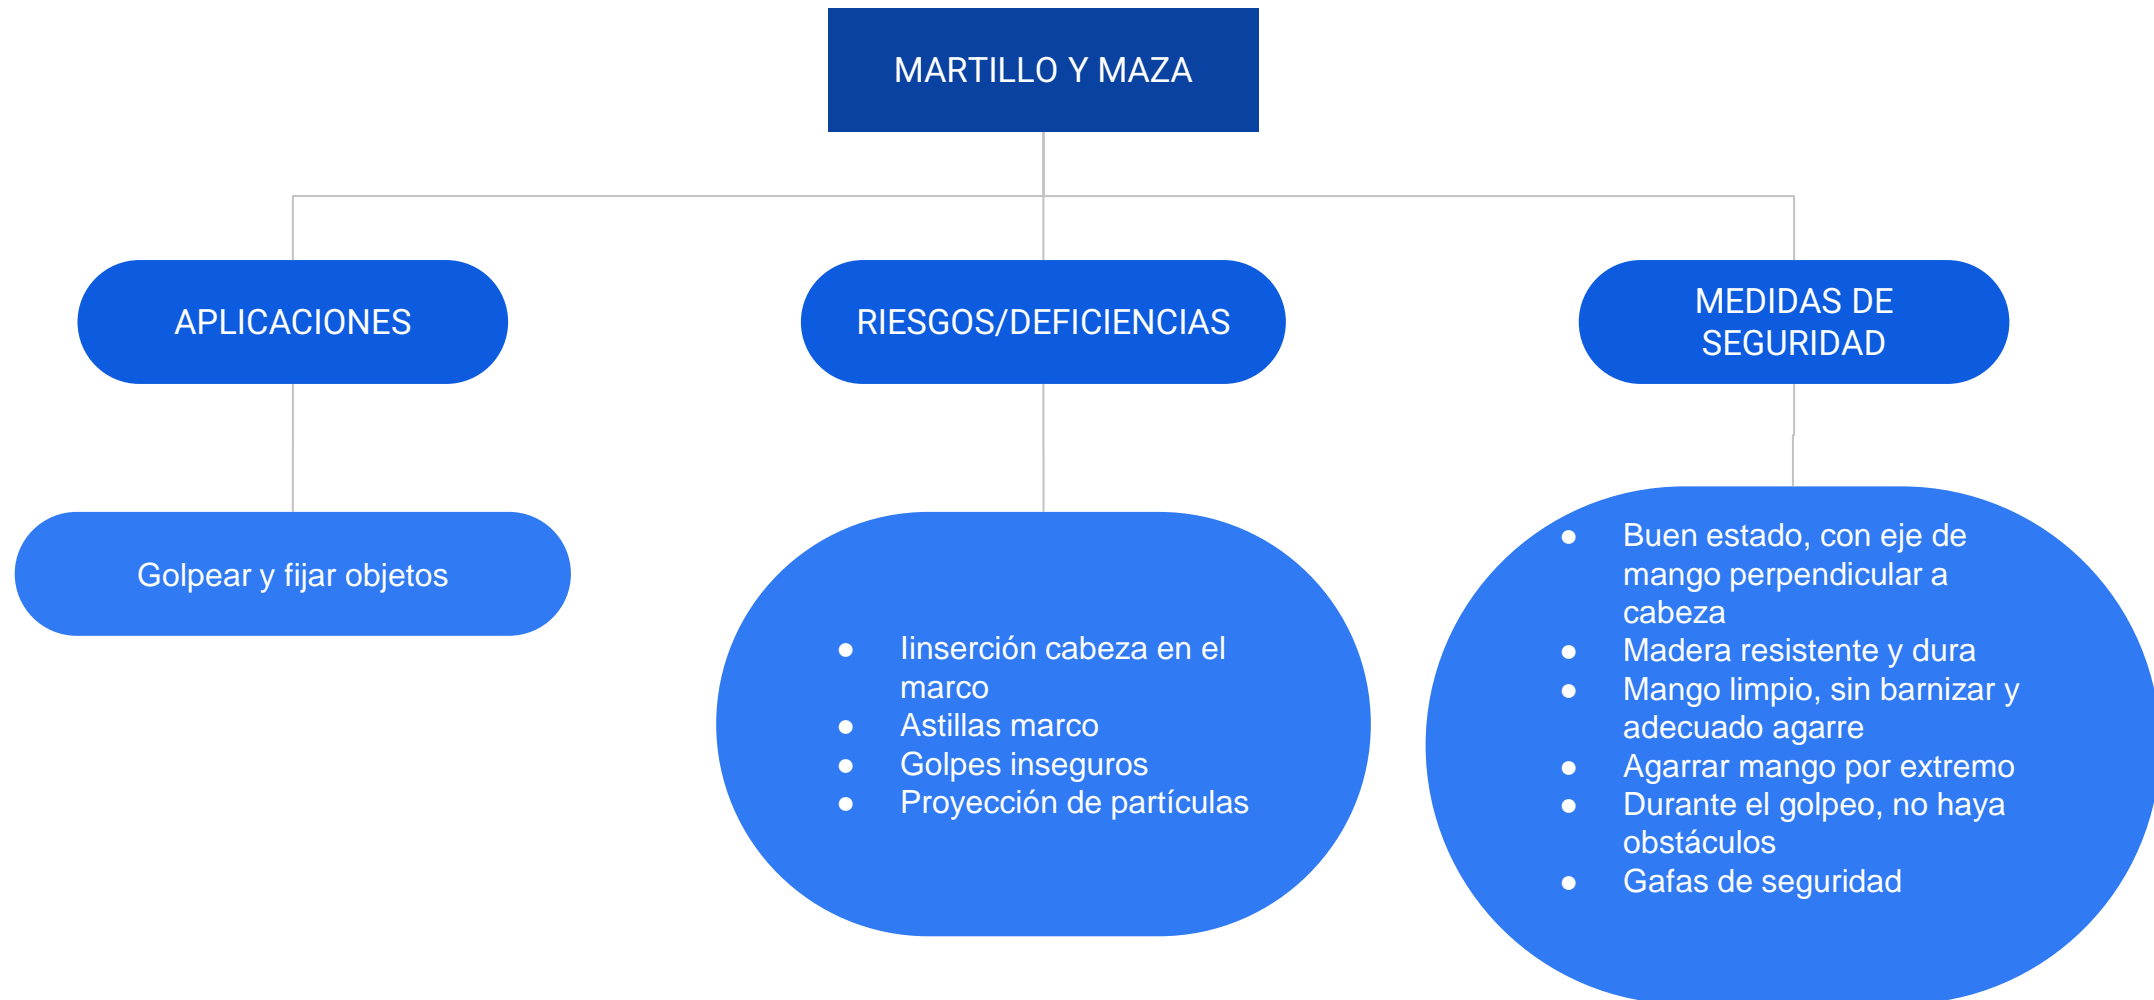 MARTILLO Y MAZA
APLICACIONES
RIESGOS/DEFICIENCIAS
MEDIDAS DE
SEGURIDAD
Golpear y fijar objetos
● Iinserción cabeza en el
marco
● Astillas marco
● Golpes inseguros
● Proyección de partículas
● Buen estado, con eje de
mango perpendicular a
cabeza
● Madera resistente y dura
● Mango limpio, sin barnizar y
adecuado agarre
● Agarrar mango por extremo
● Durante el golpeo, no haya
obstáculos
● Gafas de seguridad